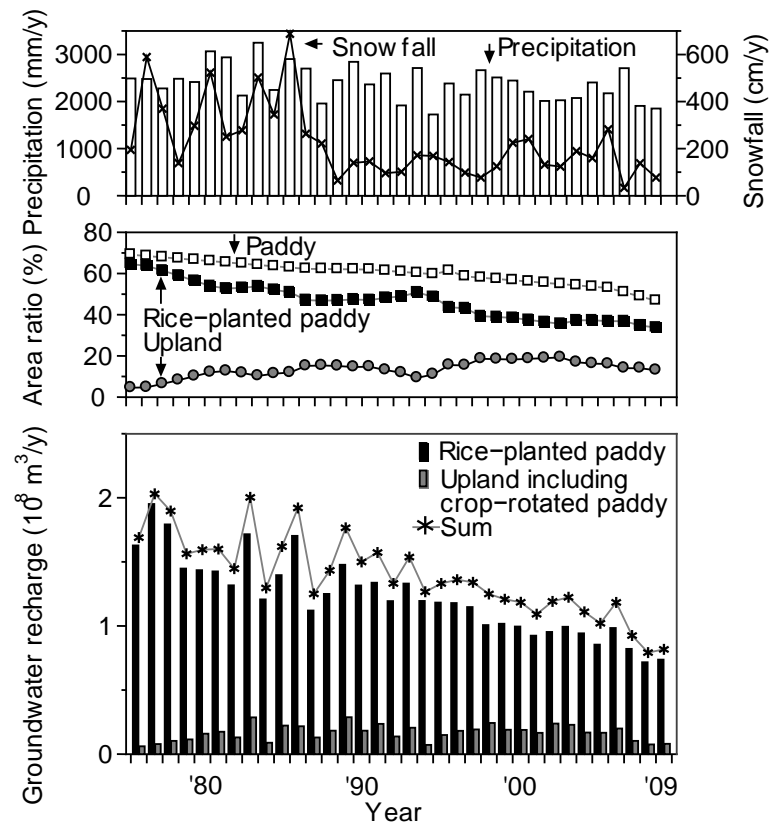 Precipitation (mm/y)
3000
2000
1000
0
Snow fall
Precipitation
600
400
200
0
Snowfall (cm/y)
Area ratio (%)
80
60
40
20
0
Paddy
Rice−planted paddy
Upland
Groundwater recharge (10⁸ m³/y)
2
1
0
Rice−planted paddy
Upland including
crop−rotated paddy
Sum
'80 '90 '00 '09
Year